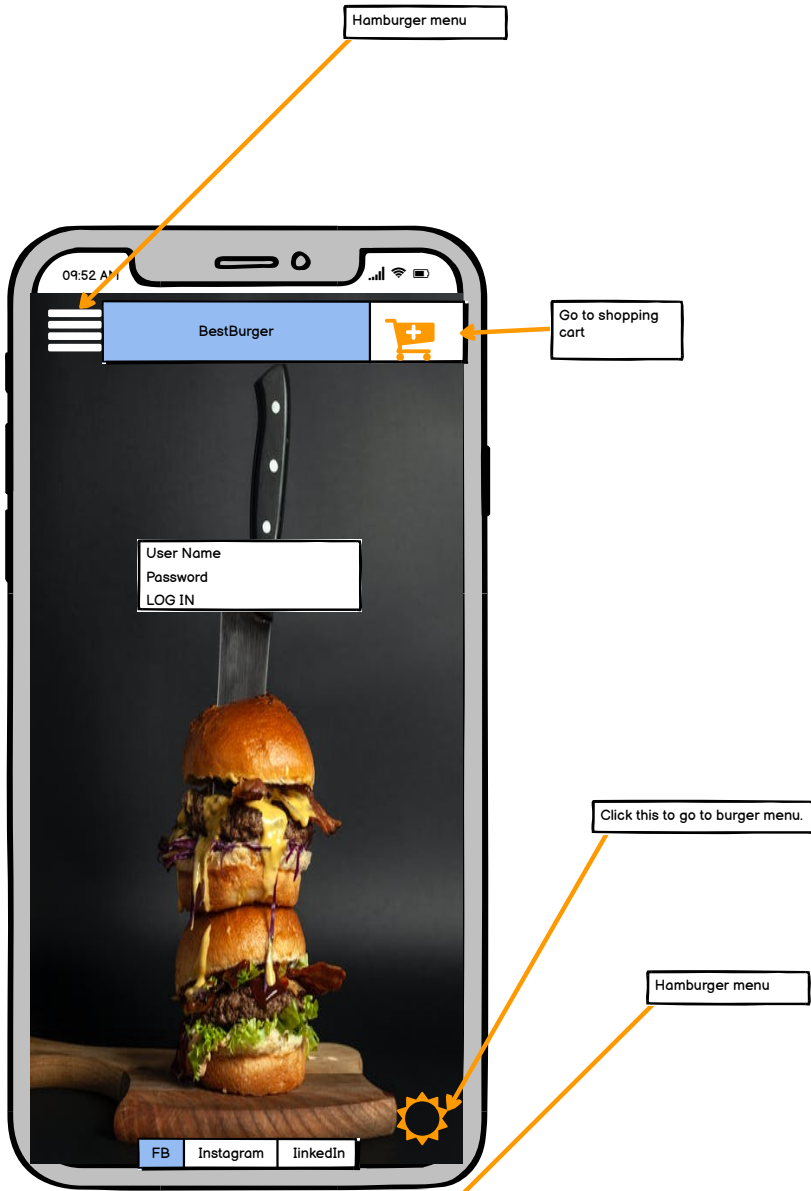 Hamburger menu
09:52 AM
BestBurger
Go to shopping
cart
User Name
Password
LOG IN
Click this to go to burger menu.
Hamburger menu
FB
Instagram
IinkedIn